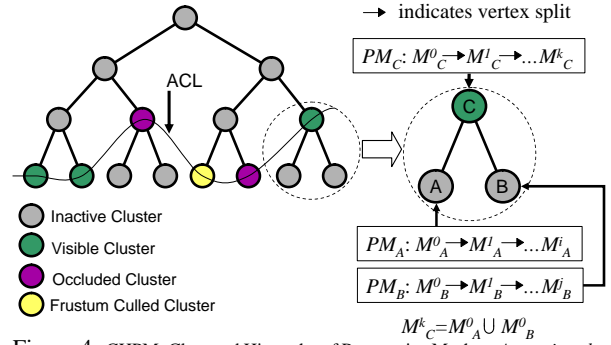 → indicates vertex split
PM_C: M^0_C→M^1_C→...M^k_C
ACL
C
A
B
Inactive Cluster
Visible Cluster
Occluded Cluster
Frustum Culled Cluster
PM_A: M^0_A→M^1_A→...M^i_A
PM_B: M^0_B→M^1_B→...M^j_B
M^k_C=M^0_A∪ M^0_B